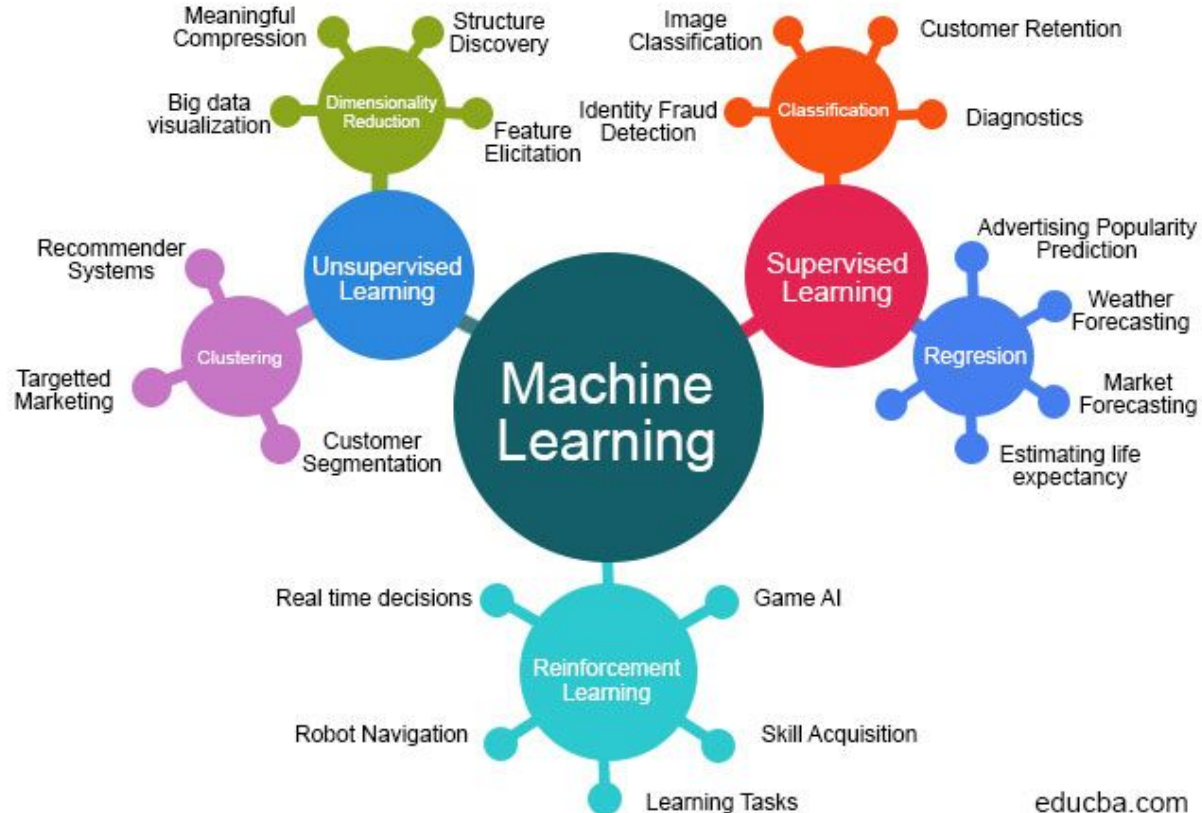 Meaningful
Compression
Structure
Discovery
Big data
visualization
Dimensionality
Reduction
Feature
Elicitation
Image
Classification
Customer Retention
Identity Fraud
Detection
Classification
Diagnostics
Recommender
Systems
Unsupervised
Learning
Clustering
Targetted
Marketing
Customer
Segmentation
Machine
Learning
Supervised
Learning
Advertising Popularity
Prediction
Weather
Forecasting
Regresion
Market
Forecasting
Estimating life
expectancy
Real time decisions
Game AI
Reinforcement
Learning
Robot Navigation
Skill Acquisition
Learning Tasks
educba.com